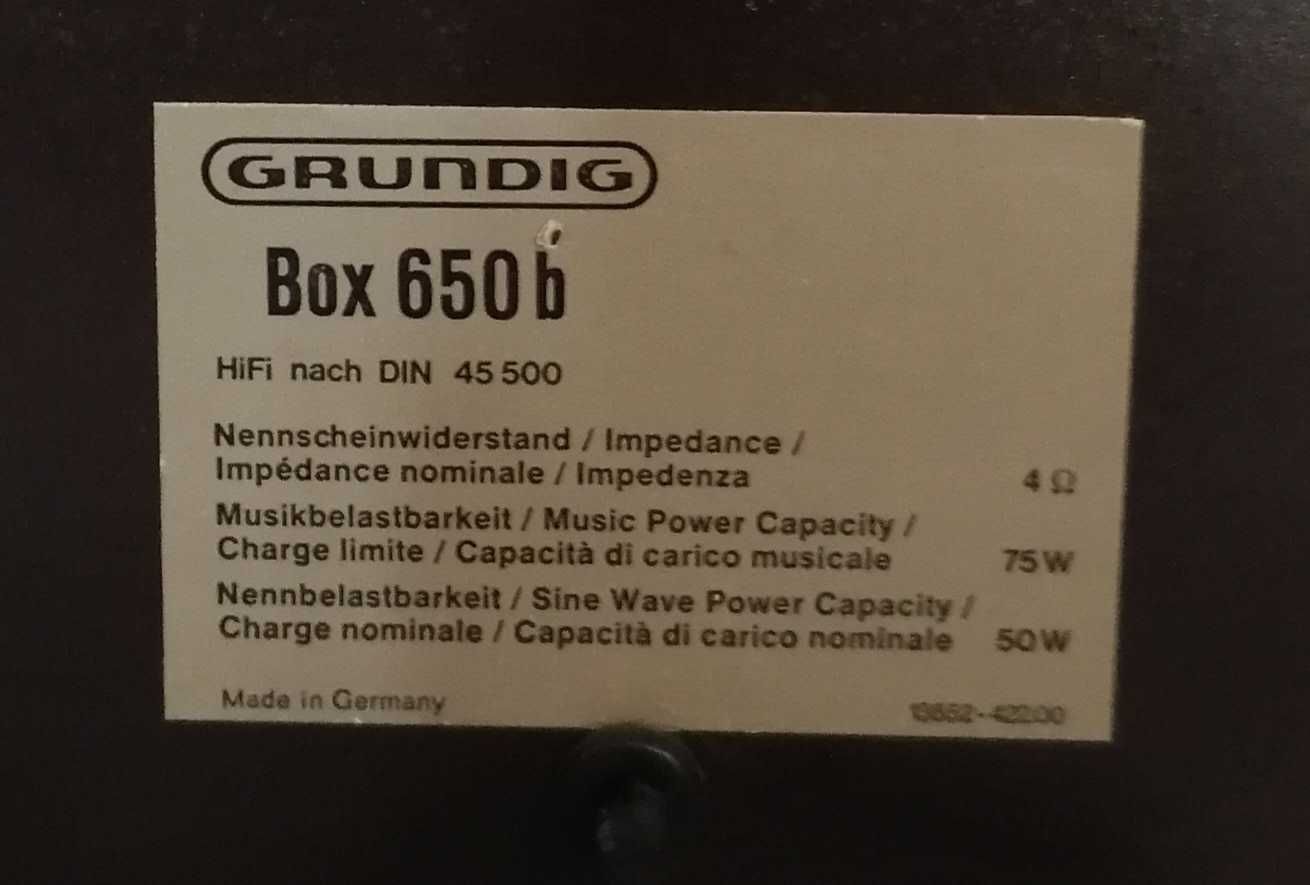 GRUNDIG
Box 650 b
HiFi nach DIN 45 500
Nennscheinwiderstand / Impedance /
Impédance nominale / Impedenza 4 Ω
Musikbelastbarkeit / Music Power Capacity /
Charge limite / Capacità di carico musicale 75 W
Nennbelastbarkeit / Sine Wave Power Capacity /
Charge nominale / Capacità di carico nominale 50 W
Made in Germany